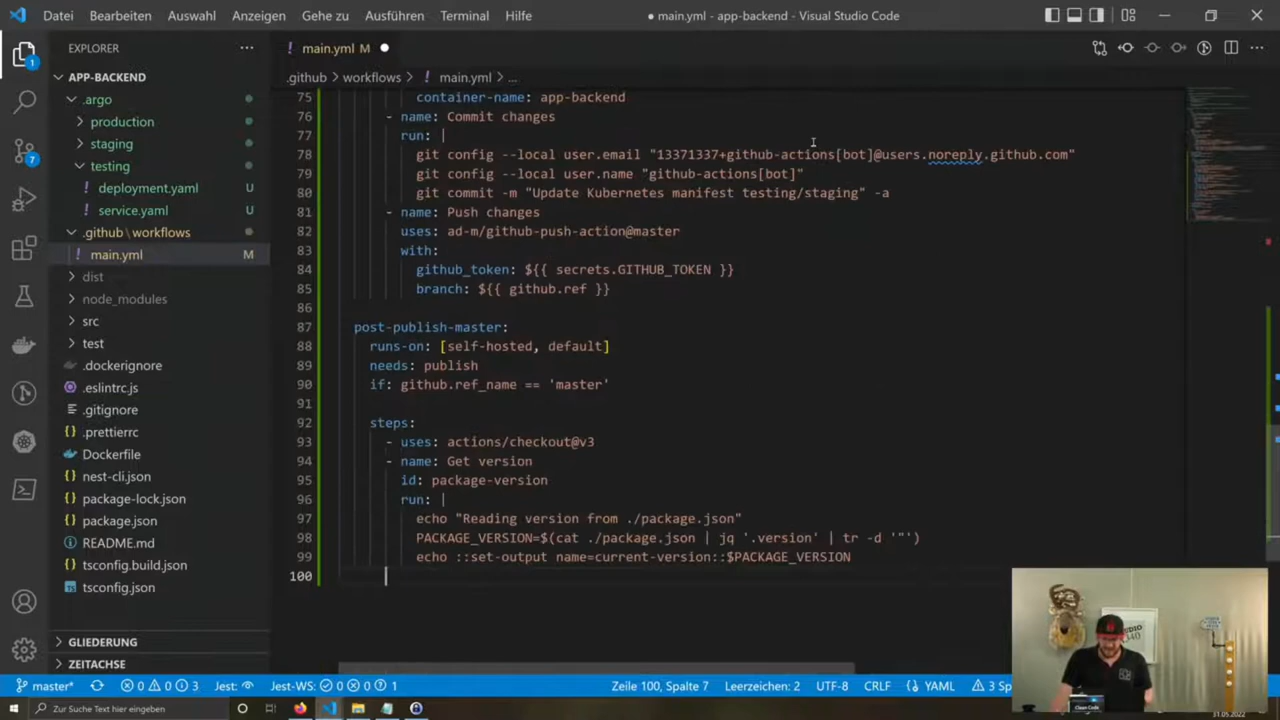 Datei Bearbeiten Auswahl Anzeigen Gehe zu Ausführen Terminal Hilfe
● main.yml - app-backend - Visual Studio Code
EXPLORER ···
APP-BACKEND
.argo
production
staging
testing
deployment.yaml U
service.yaml U
.github\workflows
main.yml M
dist
node_modules
src
test
.dockerignore
.eslintrc.js
.gitignore
.prettierrc
Dockerfile
nest-cli.json
package-lock.json
package.json
README.md
tsconfig.build.json
tsconfig.json
GLIEDERUNG
ZEITACHSE
1
7
! main.yml M ●
.github > workflows > ! main.yml > ...
75 container-name: app-backend
76 - name: Commit changes
77 run: |
78 git config --local user.email "13371337+github-actions[bot]@users.noreply.github.com"
79 git config --local user.name "github-actions[bot]"
80 git commit -m "Update Kubernetes manifest testing/staging" -a
81 - name: Push changes
82 uses: ad-m/github-push-action@master
83 with:
84 github_token: ${{ secrets.GITHUB_TOKEN }}
85 branch: ${{ github.ref }}
86
87 post-publish-master:
88 runs-on: [self-hosted, default]
89 needs: publish
90 if: github.ref_name == 'master'
91
92 steps:
93 - uses: actions/checkout@v3
94 - name: Get version
95 id: package-version
96 run: |
97 echo "Reading version from ./package.json"
98 PACKAGE_VERSION=$(cat ./package.json | jq '.version' | tr -d '"')
99 echo ::set-output name=current-version::$PACKAGE_VERSION
100
master* 0 0 3 Jest: Jest-WS: 0 0 1
Zeile 100, Spalte 7 Leerzeichen: 2 UTF-8 CRLF YAML 3 Sp
Zur Suche Text hier eingeben
STUDIO
340
Clean Code
31.05.2022